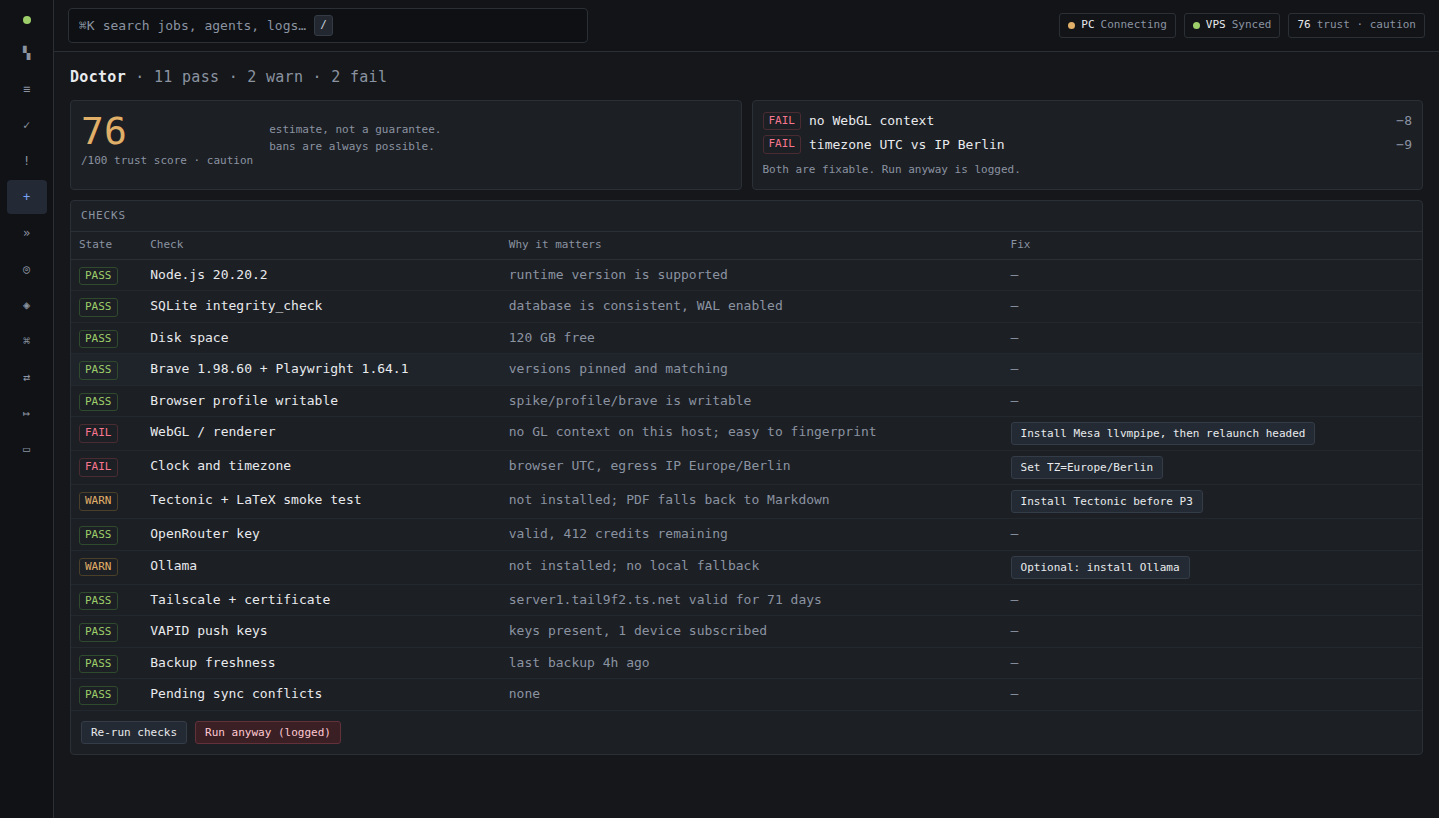 ⌘K search jobs, agents, logs… /
PC Connecting
VPS Synced
76 trust · caution
Doctor · 11 pass · 2 warn · 2 fail
76
/100 trust score · caution
estimate, not a guarantee.
bans are always possible.
FAIL no WebGL context −8
FAIL timezone UTC vs IP Berlin −9
Both are fixable. Run anyway is logged.
CHECKS
State Check Why it matters Fix
PASS Node.js 20.20.2 runtime version is supported —
PASS SQLite integrity_check database is consistent, WAL enabled —
PASS Disk space 120 GB free —
PASS Brave 1.98.60 + Playwright 1.64.1 versions pinned and matching —
PASS Browser profile writable spike/profile/brave is writable —
FAIL WebGL / renderer no GL context on this host; easy to fingerprint Install Mesa llvmpipe, then relaunch headed
FAIL Clock and timezone browser UTC, egress IP Europe/Berlin Set TZ=Europe/Berlin
WARN Tectonic + LaTeX smoke test not installed; PDF falls back to Markdown Install Tectonic before P3
PASS OpenRouter key valid, 412 credits remaining —
WARN Ollama not installed; no local fallback Optional: install Ollama
PASS Tailscale + certificate server1.tail9f2.ts.net valid for 71 days —
PASS VAPID push keys keys present, 1 device subscribed —
PASS Backup freshness last backup 4h ago —
PASS Pending sync conflicts none —
Re-run checks Run anyway (logged)